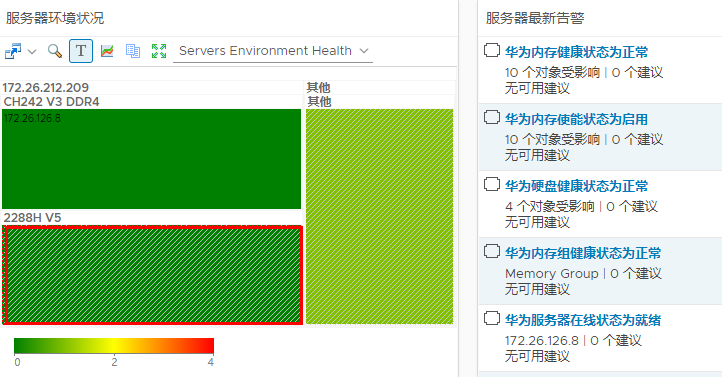 服务器环境状况
T
Servers Environment Health
172.26.212.209
其他
CH242 V3 DDR4
其他
172.26.126.8
2288H V5
0
2
4
服务器最新告警
华为内存健康状态为正常
10 个对象受影响 | 0 个建议
无可用建议
华为内存使能状态为启用
10 个对象受影响 | 0 个建议
无可用建议
华为硬盘健康状态为正常
4 个对象受影响 | 0 个建议
无可用建议
华为内存组健康状态为正常
Memory Group | 0 个建议
无可用建议
华为服务器在线状态为就绪
172.26.126.8 | 0 个建议
无可用建议